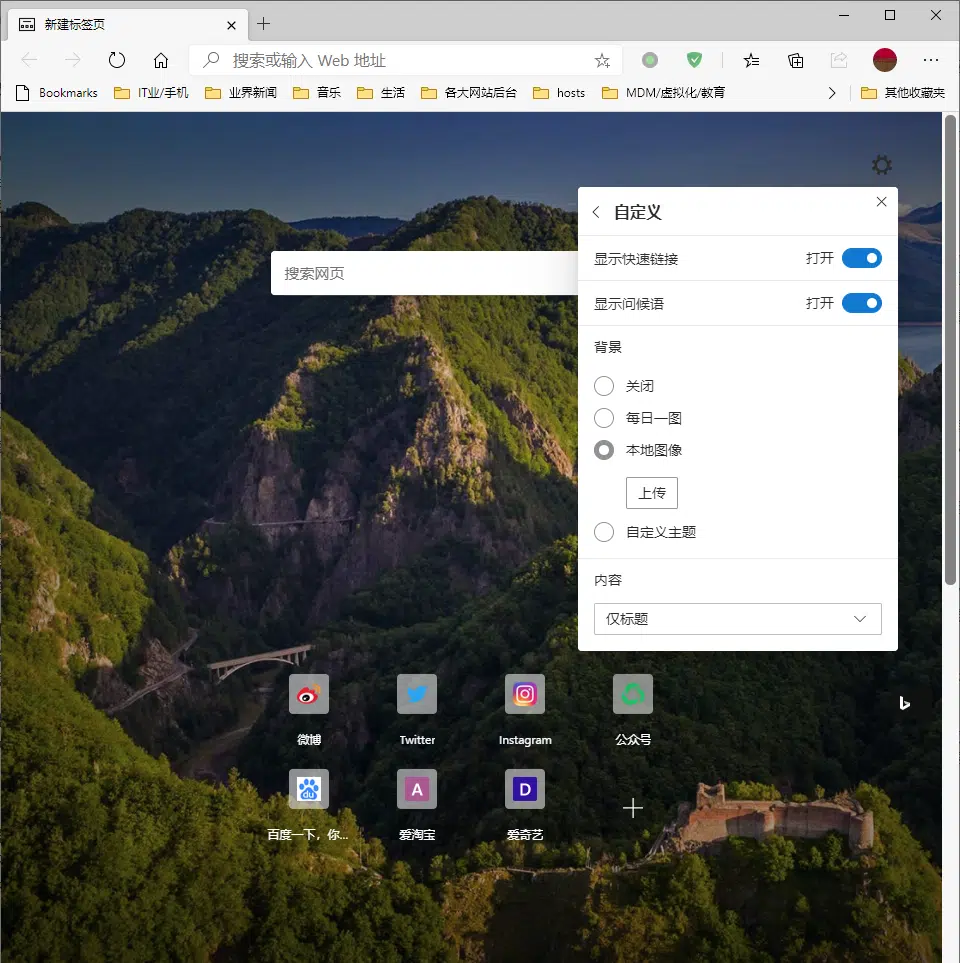 新建标签页
搜索或输入 Web 地址
Bookmarks IT业/手机 业界新闻 音乐 生活 各大网站后台 hosts MDM/虚拟化/教育 其他收藏夹
自定义
显示快速链接 打开
搜索网页
显示问候语 打开
背景
关闭
每日一图
本地图像
上传
自定义主题
内容
仅标题
微博 Twitter Instagram 公众号
du A D
百度一下，你... 爱淘宝 爱奇艺